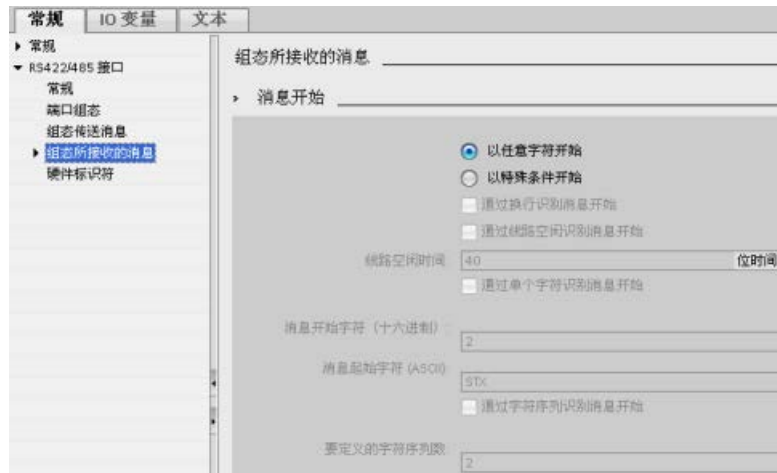 常规 IO 变量 文本
常规
RS422/485 接口
常规
端口组态
组态传送消息
组态所接收的消息
硬件标识符
组态所接收的消息
消息开始
以任意字符开始
以特殊条件开始
通过换行识别消息开始
通过线路空闲识别消息开始
线路空闲时间 40 位时间
通过单个字符识别消息开始
消息开始字符（十六进制）
2
消息起始字符 (ASCII)
STX
通过字符序列识别消息开始
要定义的字符序列数
2